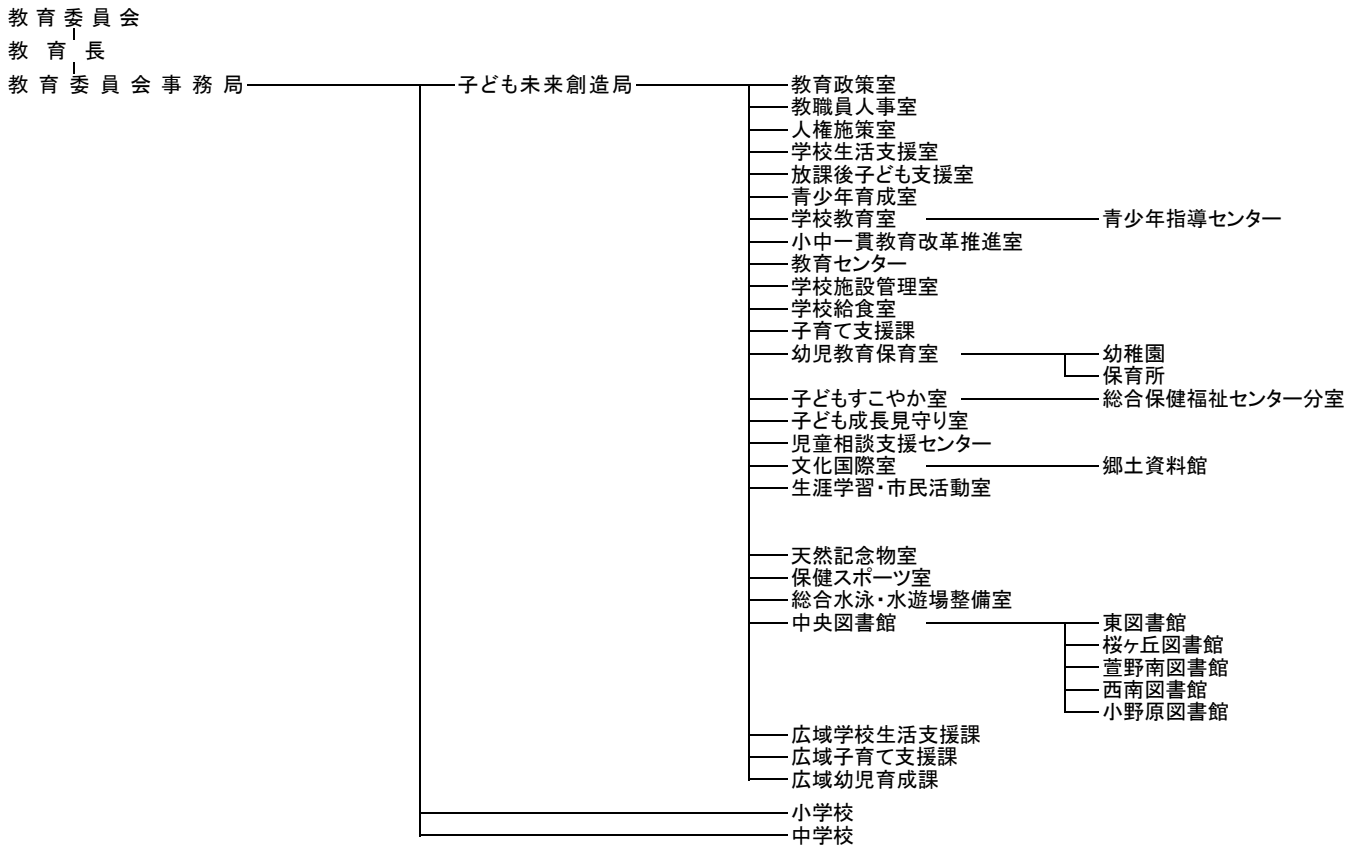 教育委員会
教育長
教育委員会事務局 子ども未来創造局 教育政策室
教職員人事室
人権施策室
学校生活支援室
放課後子ども支援室
青少年育成室
学校教育室 青少年指導センター
小中一貫教育改革推進室
教育センター
学校施設管理室
学校給食室
子育て支援課
幼児教育保育室 幼稚園
保育所
子どもすこやか室 総合保健福祉センター分室
子ども成長見守り室
児童相談支援センター
文化国際室 郷土資料館
生涯学習・市民活動室
天然記念物室
保健スポーツ室
総合水泳・水遊場整備室
中央図書館 東図書館
桜ヶ丘図書館
萱野南図書館
西南図書館
小野原図書館
広域学校生活支援課
広域子育て支援課
広域幼児育成課
小学校
中学校